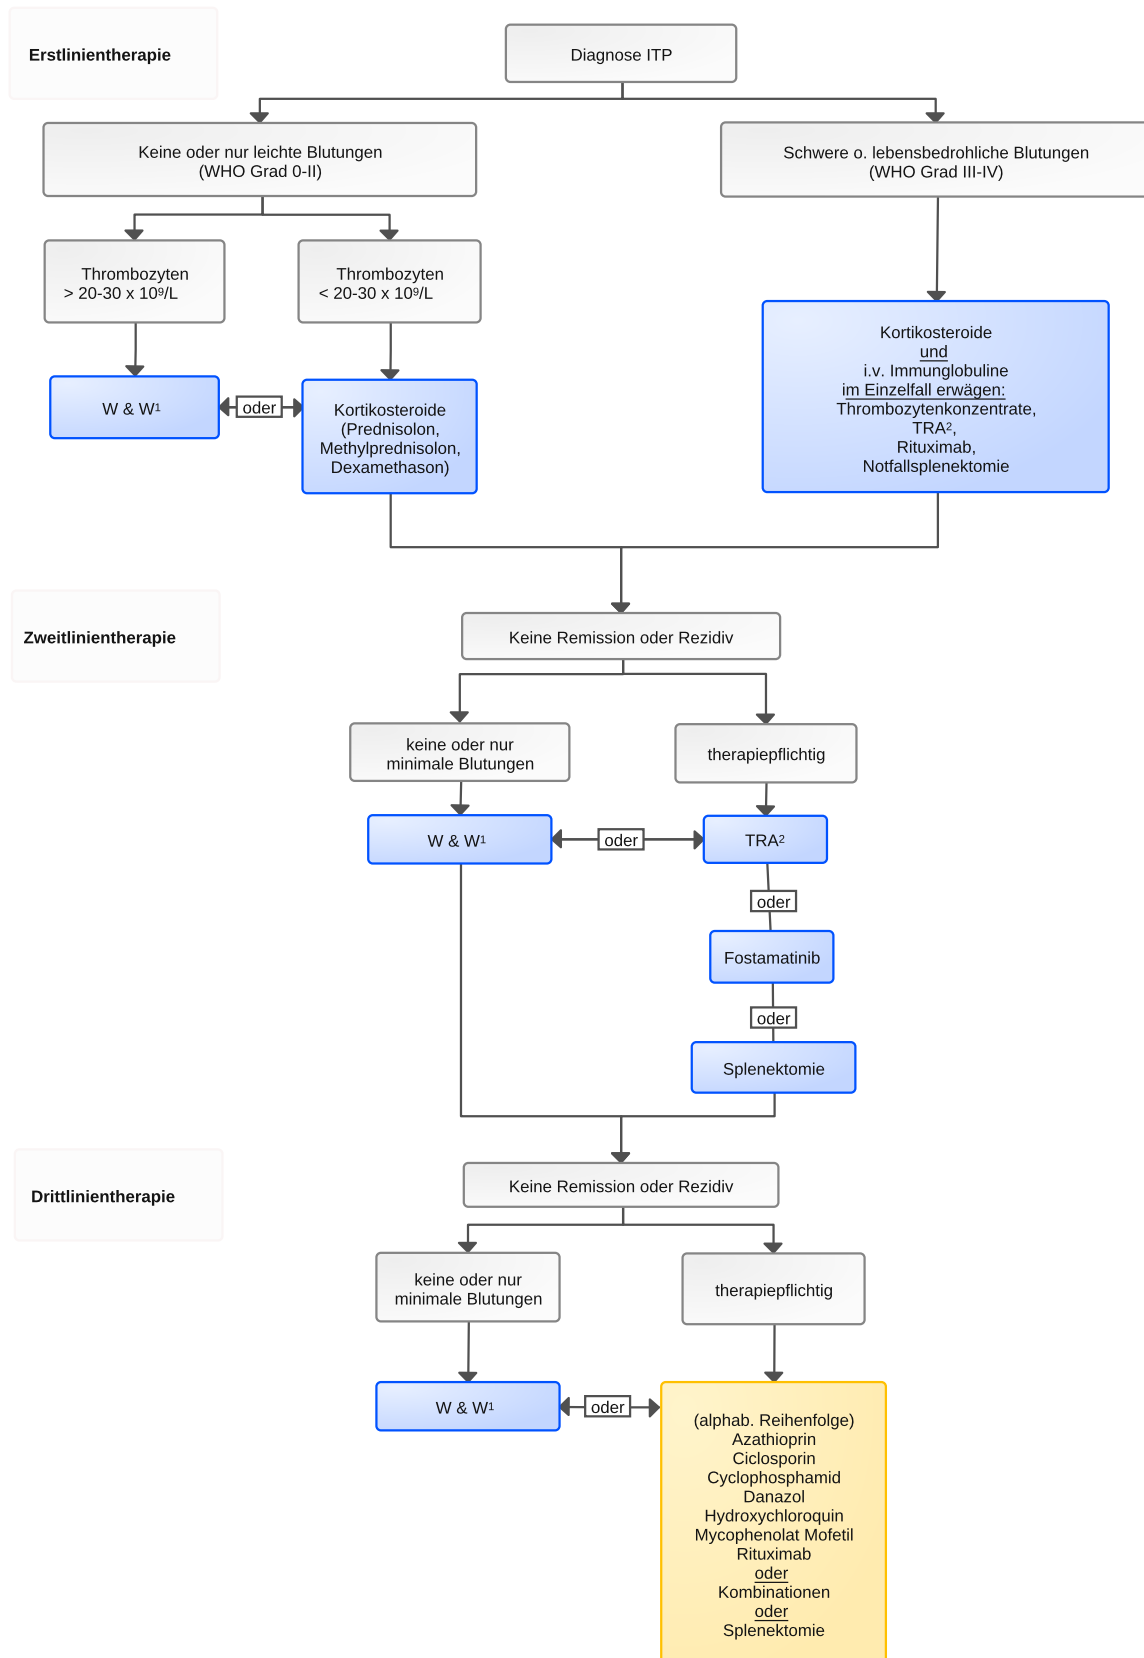 Erstlinientherapie
Diagnose ITP
Keine oder nur leichte Blutungen
(WHO Grad 0-II)
Schwere o. lebensbedrohliche Blutungen
(WHO Grad III-IV)
Thrombozyten
> 20-30 x 10⁹/L
Thrombozyten
< 20-30 x 10⁹/L
W & W¹
oder
Kortikosteroide
(Prednisolon,
Methylprednisolon,
Dexamethason)
Kortikosteroide
und
i.v. Immunglobuline
im Einzelfall erwägen:
Thrombozytenkonzentrate,
TRA²,
Rituximab,
Notfallsplenektomie
Zweitlinientherapie
Keine Remission oder Rezidiv
keine oder nur
minimale Blutungen
therapiepflichtig
W & W¹
oder
TRA²
oder
Fostamatinib
oder
Splenektomie
Drittlinientherapie
Keine Remission oder Rezidiv
keine oder nur
minimale Blutungen
therapiepflichtig
W & W¹
oder
(alphab. Reihenfolge)
Azathioprin
Ciclosporin
Cyclophosphamid
Danazol
Hydroxychloroquin
Mycophenolat Mofetil
Rituximab
oder
Kombinationen
oder
Splenektomie